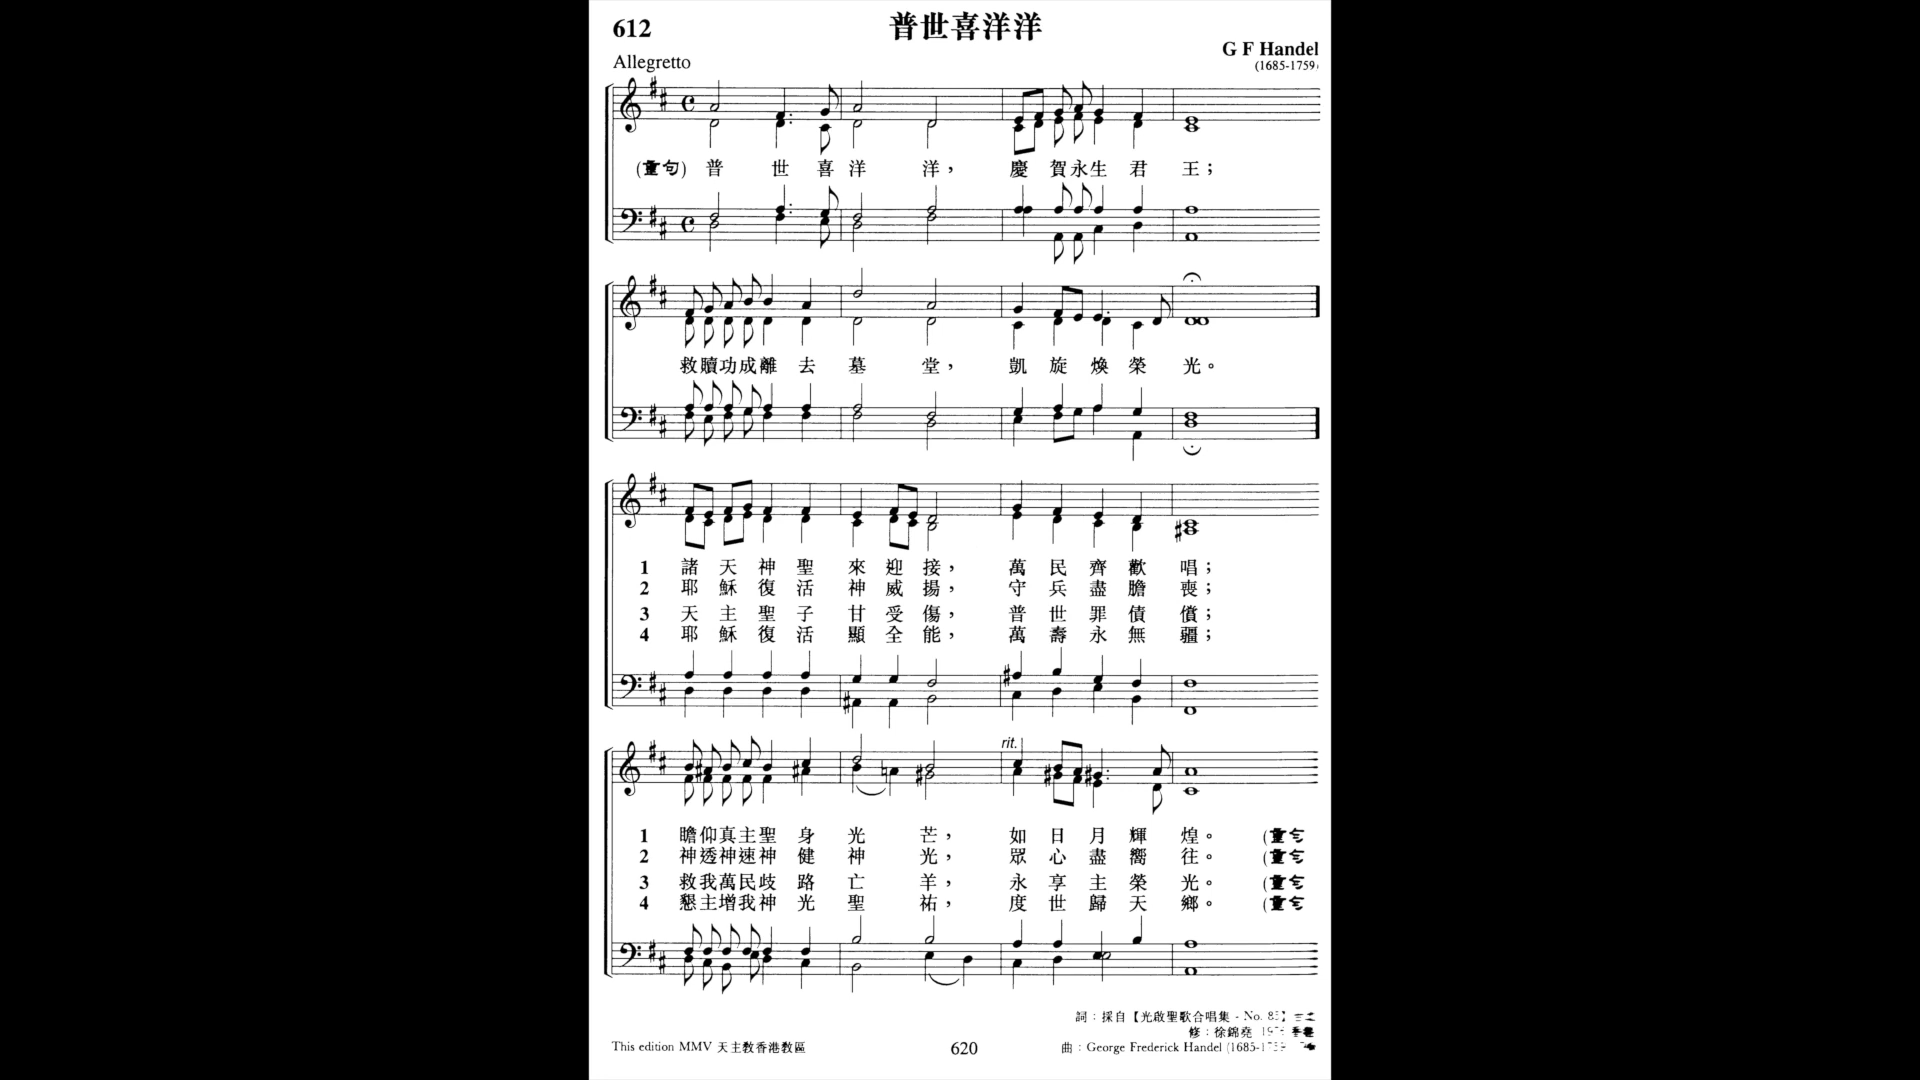 612
普世喜洋洋
G F Handel
(1685-1759)
Allegretto
(重句) 普 世 喜 洋 洋， 慶 賀永生 君 王；
救贖功成離 去 墓 堂， 凱 旋 煥 榮 光。
1 諸 天 神 聖 來 迎 接， 萬 民 齊 歡 唱；
2 耶 穌 復 活 神 威 揚， 守 兵 盡 膽 喪；
3 天 主 聖 子 甘 受 傷， 普 世 罪 債 償；
4 耶 穌 復 活 顯 全 能， 萬 壽 永 無 疆；
rit.
1 瞻仰真主聖 身 光 芒， 如 日 月 輝 煌。 (重句
2 神透神速神 健 神 光， 眾 心 盡 嚮 往。 (重句
3 救我萬民歧 路 亡 羊， 永 享 主 榮 光。 (重句
4 懇主增我神 光 聖 祐， 度 世 歸 天 鄉。 (重句
詞：採自【光啟聖歌合唱集 - No. 85】
修：徐錦堯
This edition MMV 天主教香港教區
620
曲：George Frederick Handel (1685-1759